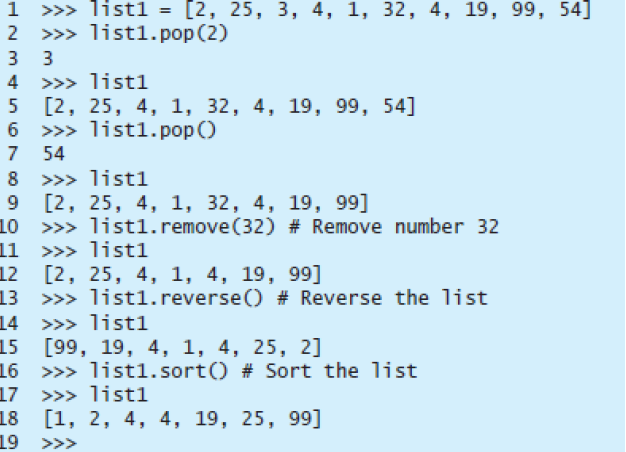 1 >>> list1 = [2, 25, 3, 4, 1, 32, 4, 19, 99, 54]
2 >>> list1.pop(2)
3 3
4 >>> list1
5 [2, 25, 4, 1, 32, 4, 19, 99, 54]
6 >>> list1.pop()
7 54
8 >>> list1
9 [2, 25, 4, 1, 32, 4, 19, 99]
10 >>> list1.remove(32) # Remove number 32
11 >>> list1
12 [2, 25, 4, 1, 4, 19, 99]
13 >>> list1.reverse() # Reverse the list
14 >>> list1
15 [99, 19, 4, 1, 4, 25, 2]
16 >>> list1.sort() # Sort the list
17 >>> list1
18 [1, 2, 4, 4, 19, 25, 99]
19 >>>